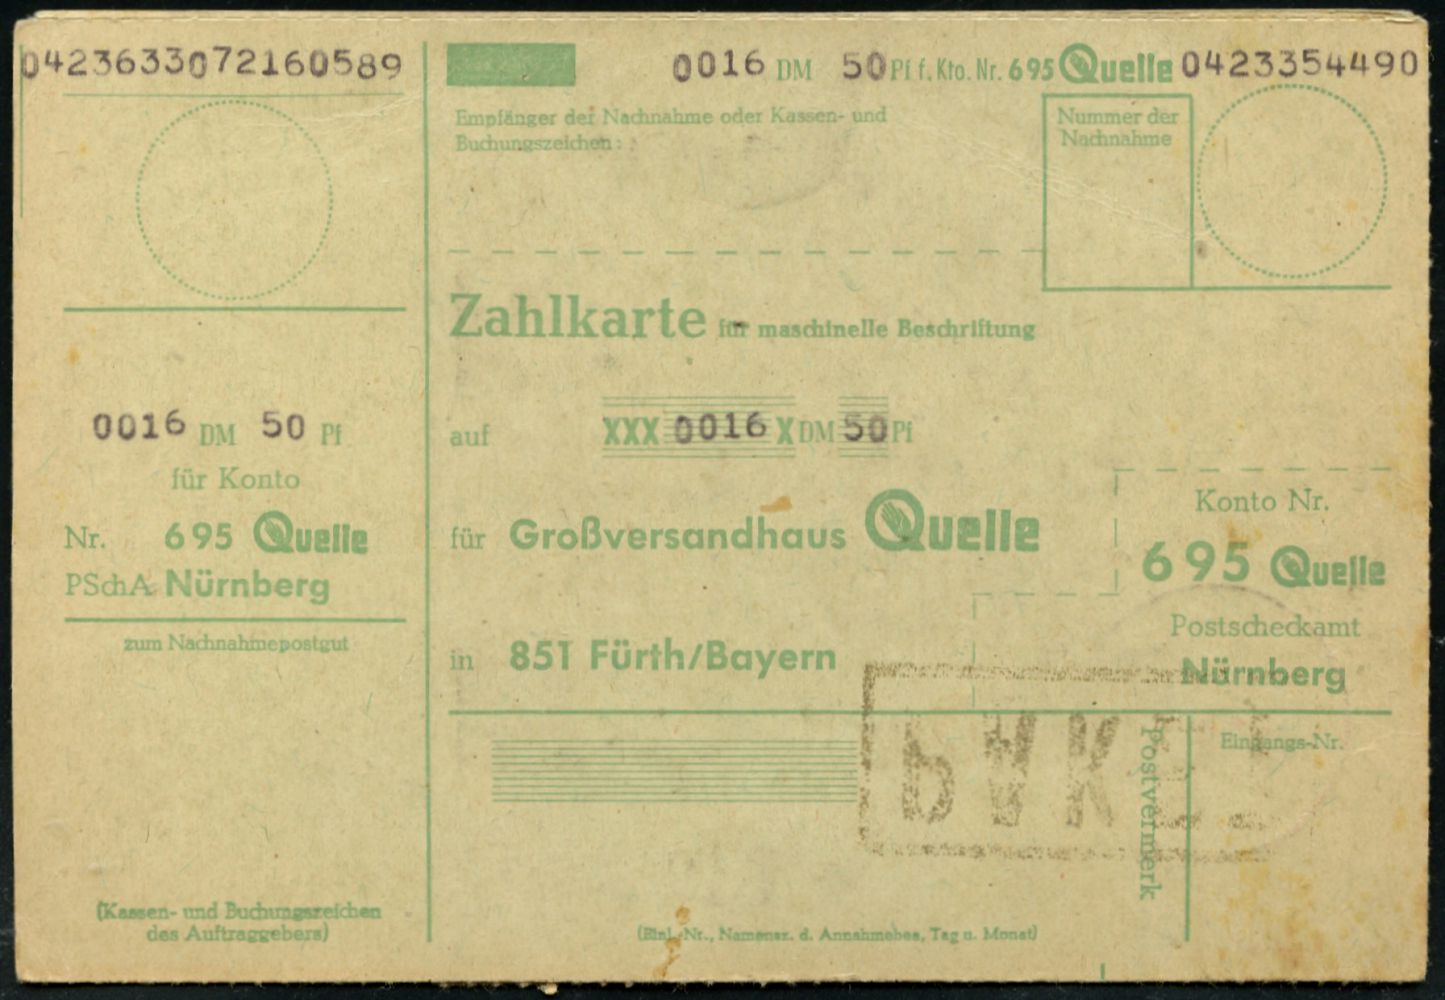 0423633072160589
0016 DM 50 Pf f. Kto. Nr. 695 Quelle 0423354490
Empfänger der Nachnahme oder Kassen- und
Buchungszeichen:
Nummer der
Nachnahme
Zahlkarte für maschinelle Beschriftung
0016 DM 50 Pf
für Konto
Nr. 695 Quelle
PSchA Nürnberg
zum Nachnahmepostgut
auf XXX 0016 X DM 50 Pf
für Großversandhaus Quelle
in 851 Fürth/Bayern
Konto Nr.
695 Quelle
Postscheckamt
Nürnberg
Postvermerk
Eingangs-Nr.
(Kassen- und Buchungszeichen
des Auftraggebers)
(Einl.-Nr., Namensz. d. Annahmebea, Tag u. Monat)